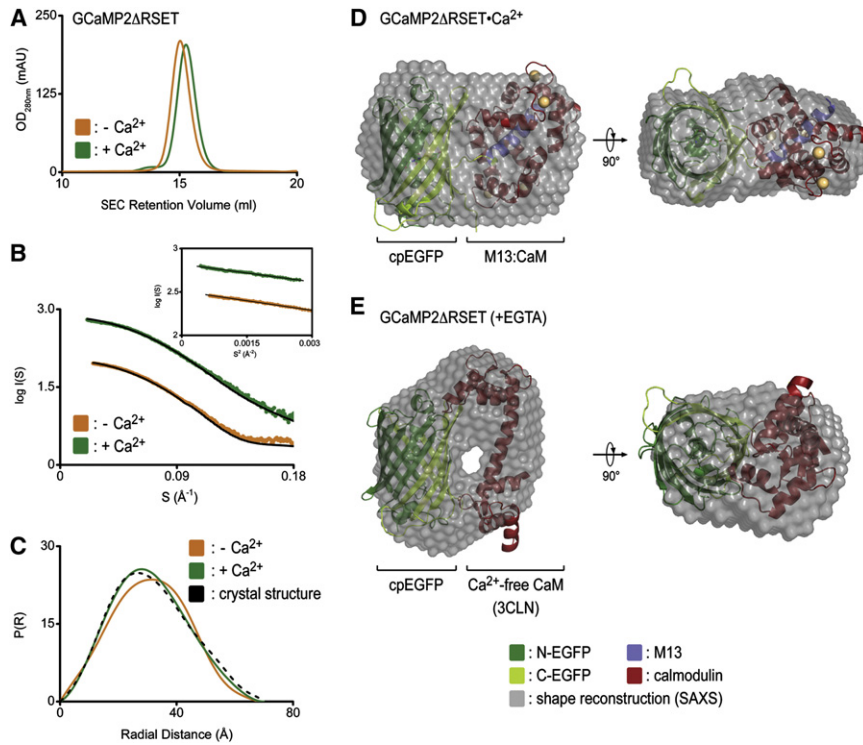 A
GCaMP2ΔRSET
250
125
0
OD280nm (mAU)
: - Ca2+
: + Ca2+
10
15
20
SEC Retention Volume (ml)
B
3.0
1.5
0
log I(S)
3
2.5
2
log I(S)
0
0.0015
0.003
S2 (Å-2)
: - Ca2+
: + Ca2+
0
0.09
0.18
S (Å-1)
C
30
15
0
P(R)
: - Ca2+
: + Ca2+
: crystal structure
0
40
80
Radial Distance (Å)
D
GCaMP2ΔRSET•Ca2+
90°
cpEGFP
M13:CaM
E
GCaMP2ΔRSET (+EGTA)
90°
cpEGFP
Ca2+-free CaM
(3CLN)
: N-EGFP
: M13
: C-EGFP
: calmodulin
: shape reconstruction (SAXS)